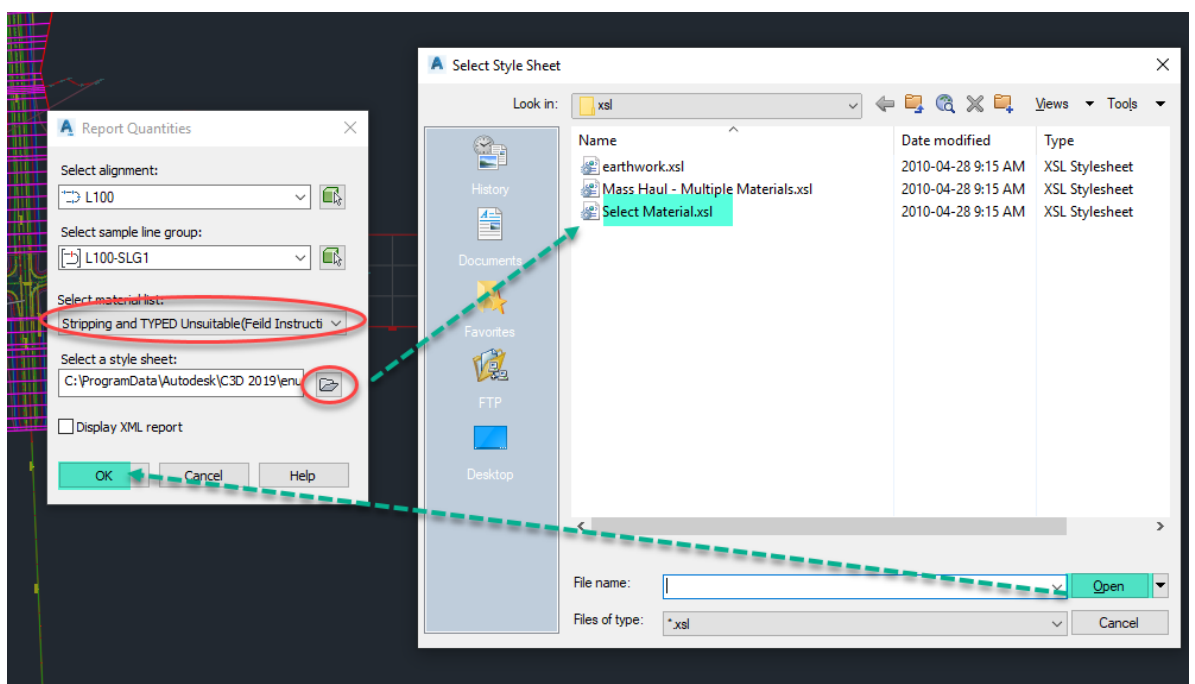 Report Quantities
Select alignment:
L100
Select sample line group:
L100-SLG1
Select material list:
Stripping and TYPED Unsuitable(Feild Instructi
Select a style sheet:
C:\ProgramData\Autodesk\C3D 2019\enu
Display XML report
OK
Cancel
Help
Select Style Sheet
Look in:
xsl
Views
Tools
History
Documents
Favorites
FTP
Desktop
Name Date modified Type
earthwork.xsl 2010-04-28 9:15 AM XSL Stylesheet
Mass Haul - Multiple Materials.xsl 2010-04-28 9:15 AM XSL Stylesheet
Select Material.xsl 2010-04-28 9:15 AM XSL Stylesheet
File name:
Open
Files of type:
*.xsl
Cancel